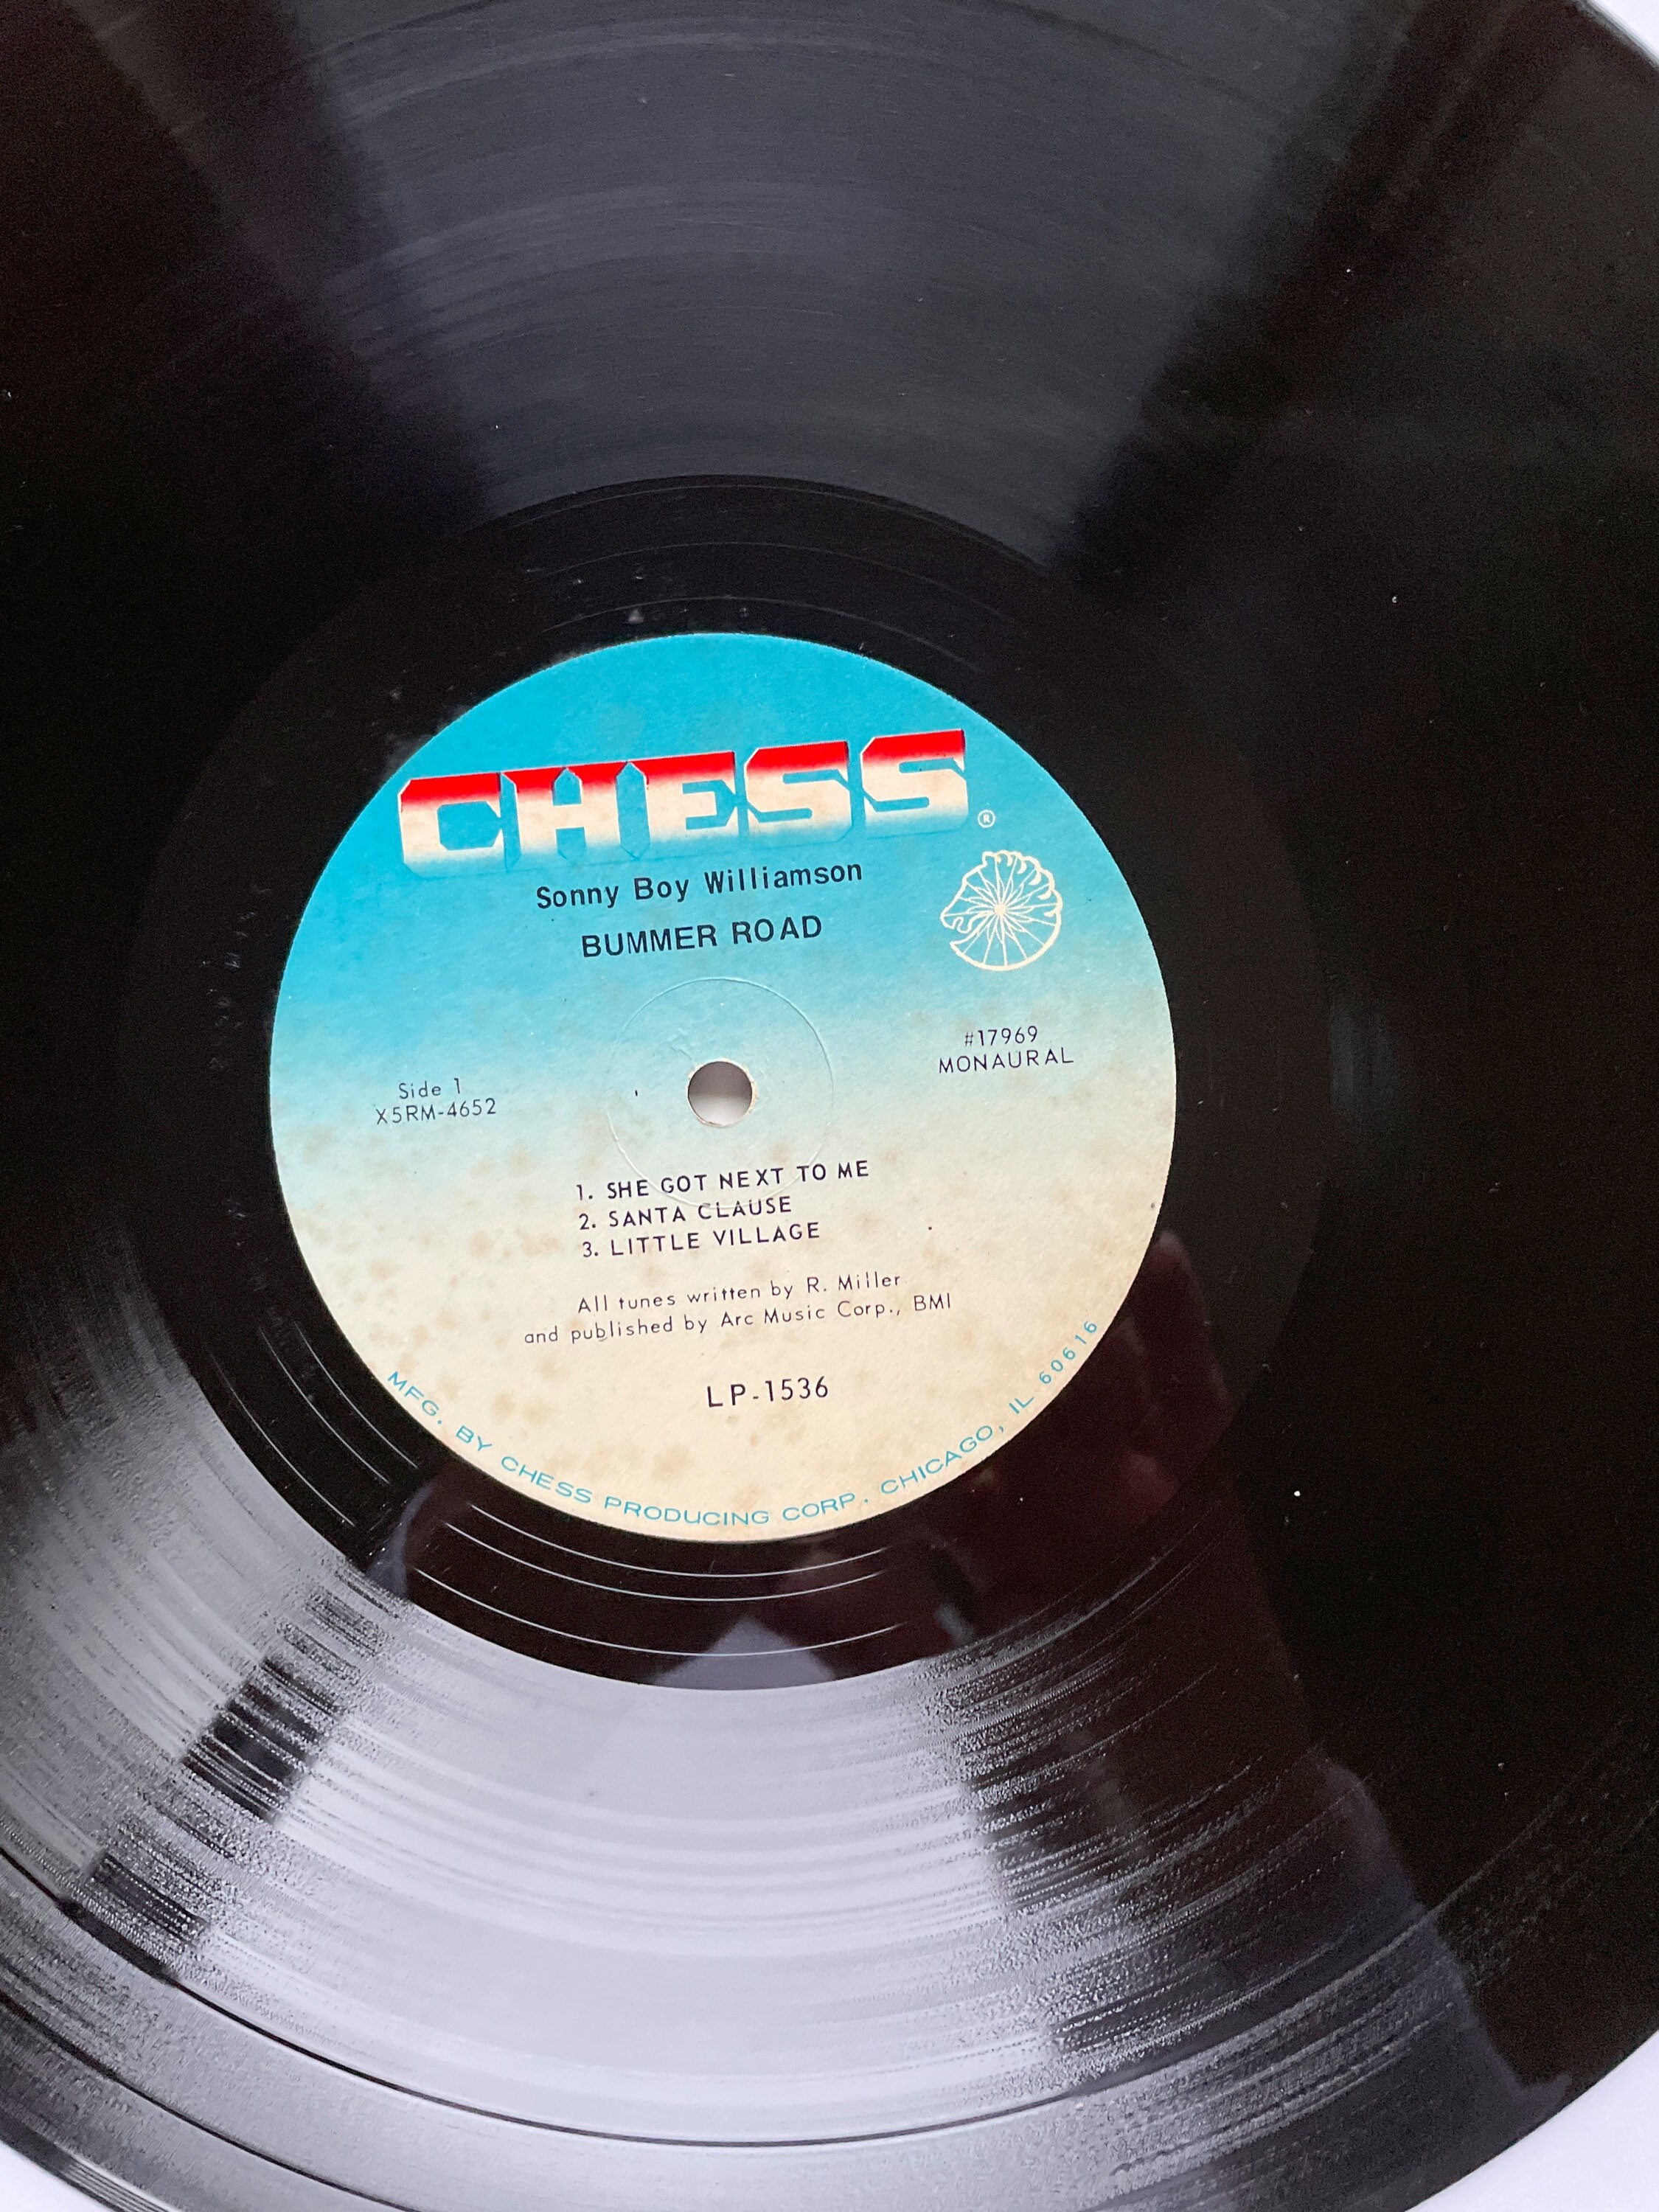 CHESS
®
Sonny Boy Williamson
BUMMER ROAD
#17969
MONAURAL
Side 1
X5RM-4652
1. SHE GOT NEXT TO ME
2. SANTA CLAUSE
3. LITTLE VILLAGE
All tunes written by R. Miller
and published by Arc Music Corp., BMI
LP-1536
MFG. BY CHESS PRODUCING CORP. CHICAGO, IL 60616